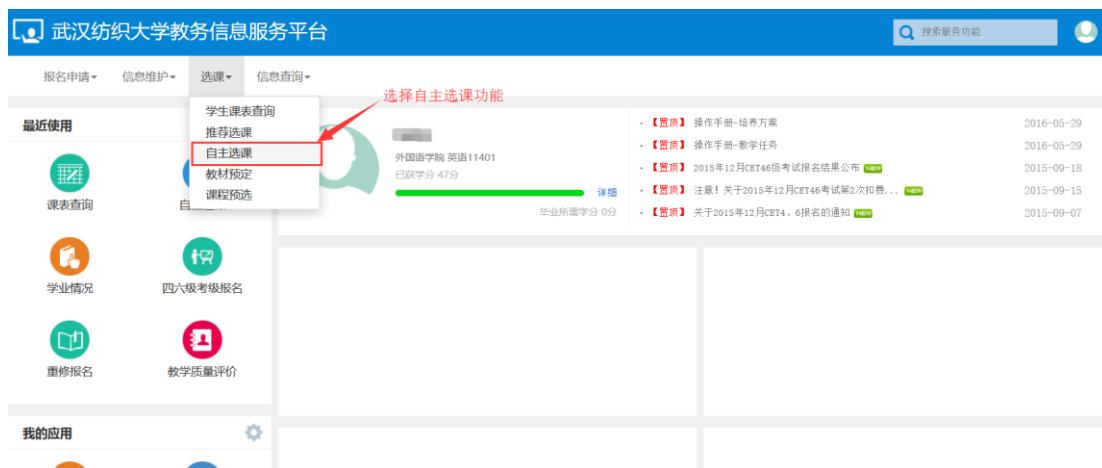 武汉纺织大学教务信息服务平台
搜索服务功能
报名申请
信息维护
选课
信息查询
选择自主选课功能
学生课表查询
推荐选课
自主选课
教材预定
课程预选
最近使用
课表查询
学业情况
四六级考级报名
重修报名
教学质量评价
我的应用
外国语学院 英语11401
已获学分 47分
详细
毕业所需学分 0分
【置顶】 操作手册-培养方案 2016-05-29
【置顶】 操作手册-教学任务 2016-05-29
【置顶】 2015年12月CET46级考试报名结果公布 NEW 2015-09-18
【置顶】 注意!关于2015年12月CET46考试第2次扣费... NEW 2015-09-15
【置顶】 关于2015年12月CET4、6报名的通知 NEW 2015-09-07